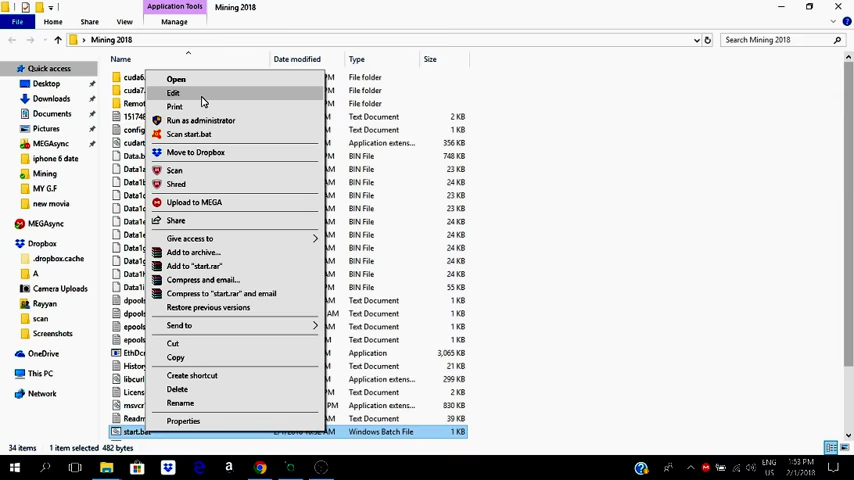 Application Tools
Mining 2018
File
Home
Share
View
Manage
Mining 2018
Search Mining 2018
Name
Date modified
Type
Size
Quick access
Desktop
Downloads
Documents
Pictures
MEGAsync
iphone 6 date
Mining
MY G.F
new movia
MEGAsync
Dropbox
.dropbox.cache
A
Camera Uploads
Rayyan
scan
Screenshots
OneDrive
This PC
Network
Open
Edit
Print
Run as administrator
Scan start.bat
Move to Dropbox
Scan
Shred
Upload to MEGA
Share
Give access to
Add to archive...
Add to "start.rar"
Compress and email...
Compress to "start.rar" and email
Restore previous versions
Send to
Cut
Copy
Create shortcut
Delete
Rename
Properties
File folder
File folder
File folder
Text Document 2 KB
Text Document 1 KB
Application extens... 356 KB
BIN File 748 KB
BIN File 23 KB
BIN File 24 KB
BIN File 23 KB
BIN File 23 KB
BIN File 24 KB
BIN File 24 KB
BIN File 24 KB
BIN File 24 KB
BIN File 24 KB
BIN File 55 KB
Text Document 1 KB
Text Document 1 KB
Text Document 1 KB
Text Document 1 KB
Application 3,065 KB
Text Document 21 KB
Application extens... 299 KB
Text Document 2 KB
Application extens... 830 KB
Text Document 39 KB
Windows Batch File 1 KB
34 items
1 item selected 482 bytes
ENG
US
1:53 PM
2/1/2018